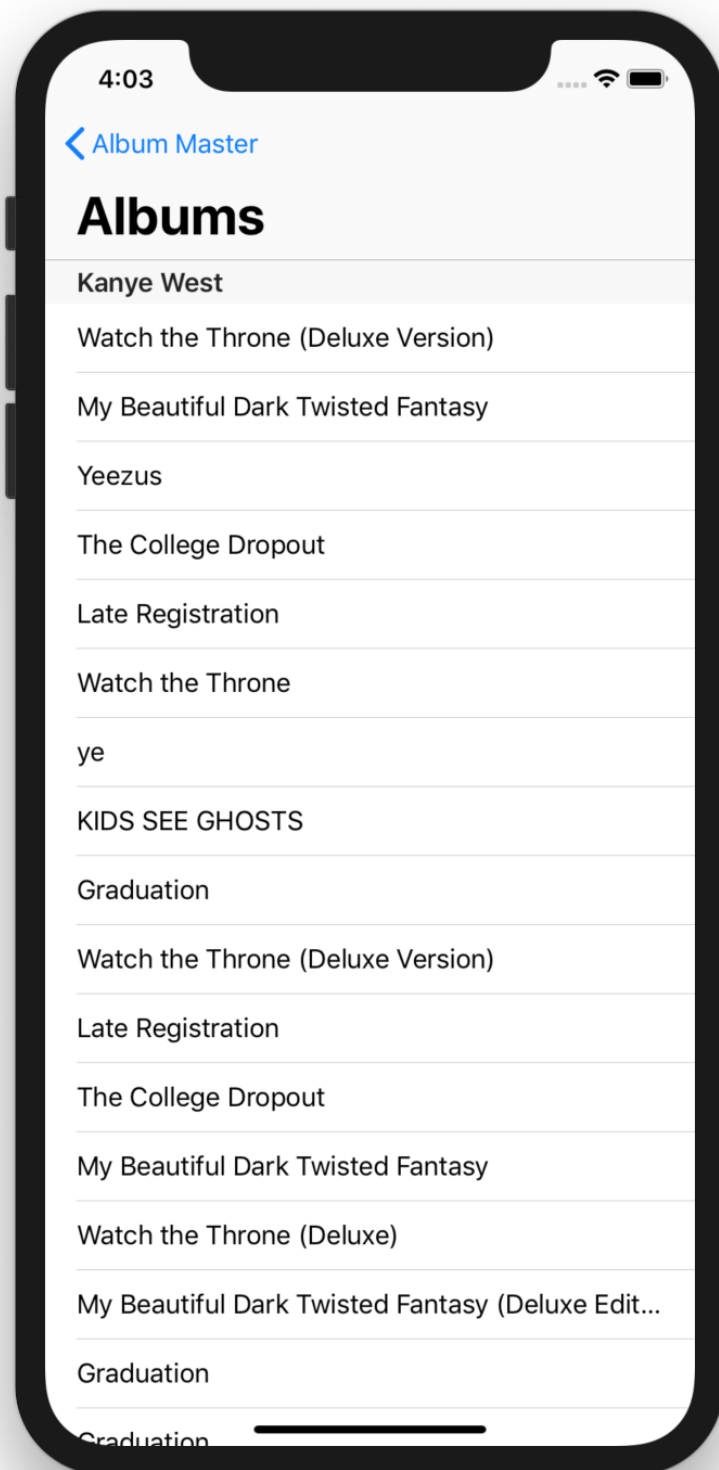 4:03
Album Master
Albums
Kanye West
Watch the Throne (Deluxe Version)
My Beautiful Dark Twisted Fantasy
Yeezus
The College Dropout
Late Registration
Watch the Throne
ye
KIDS SEE GHOSTS
Graduation
Watch the Throne (Deluxe Version)
Late Registration
The College Dropout
My Beautiful Dark Twisted Fantasy
Watch the Throne (Deluxe)
My Beautiful Dark Twisted Fantasy (Deluxe Edit...
Graduation
Graduation